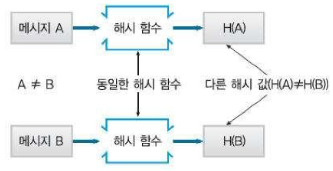 메시지 A 해시 함수 H(A)
A ≠ B 동일한 해시 함수 다른 해시 값(H(A)≠H(B))
메시지 B 해시 함수 H(B)